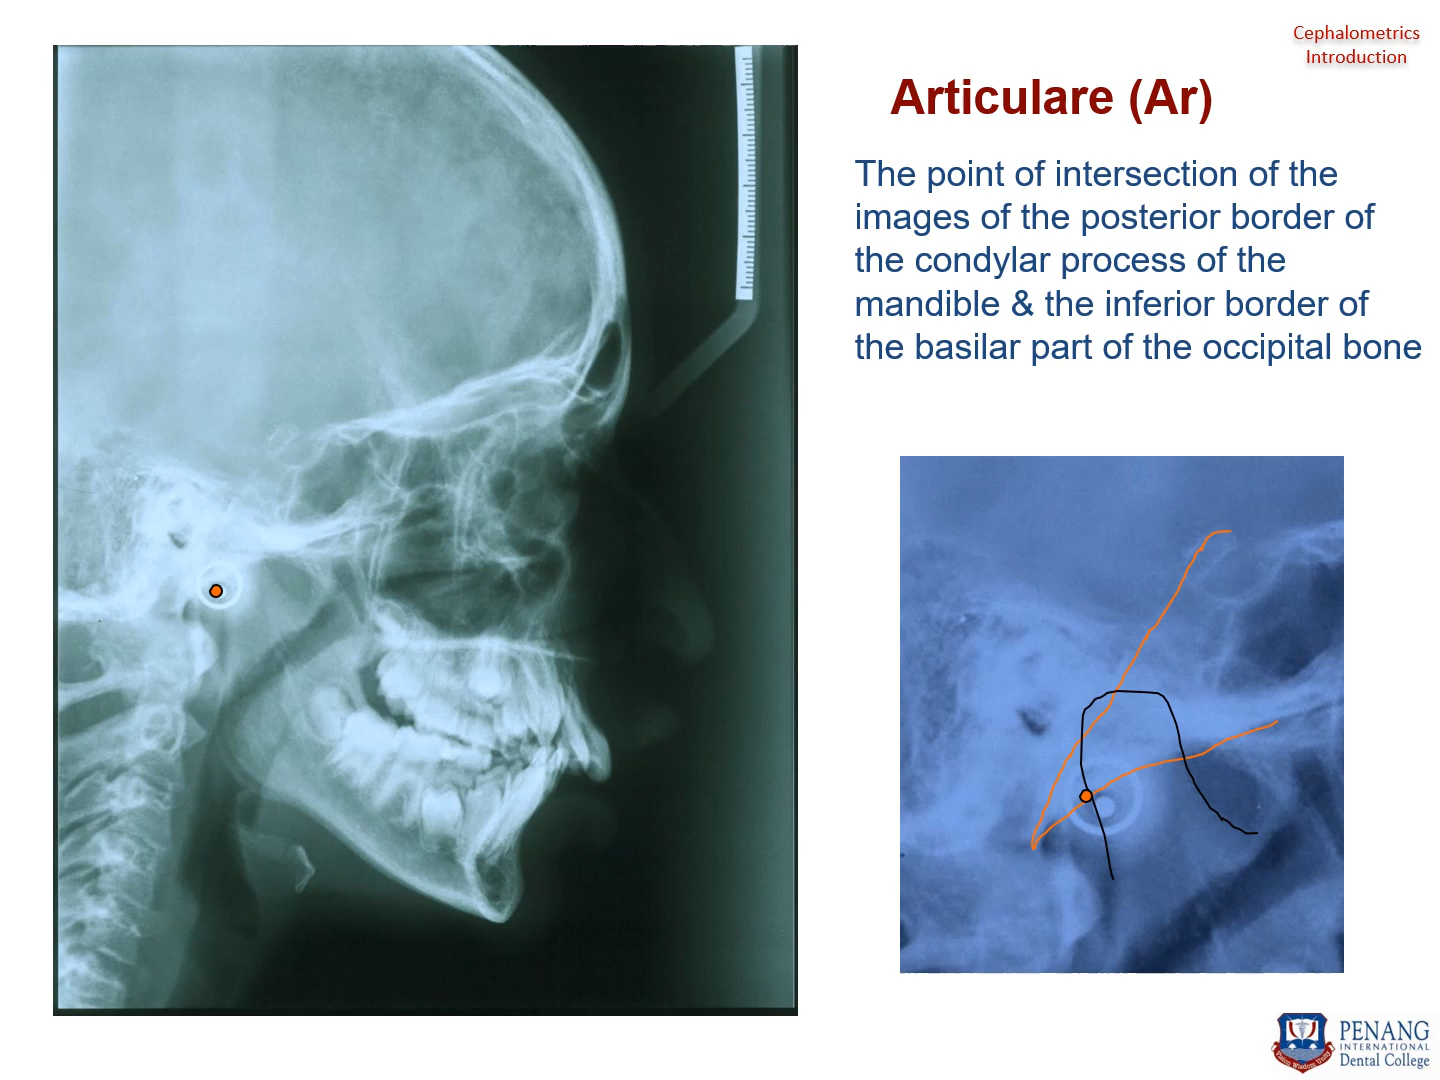 Cephalometrics
Introduction
Articulare (Ar)
The point of intersection of the
images of the posterior border of
the condylar process of the
mandible & the inferior border of
the basilar part of the occipital bone
PENANG
INTERNATIONAL
Dental College